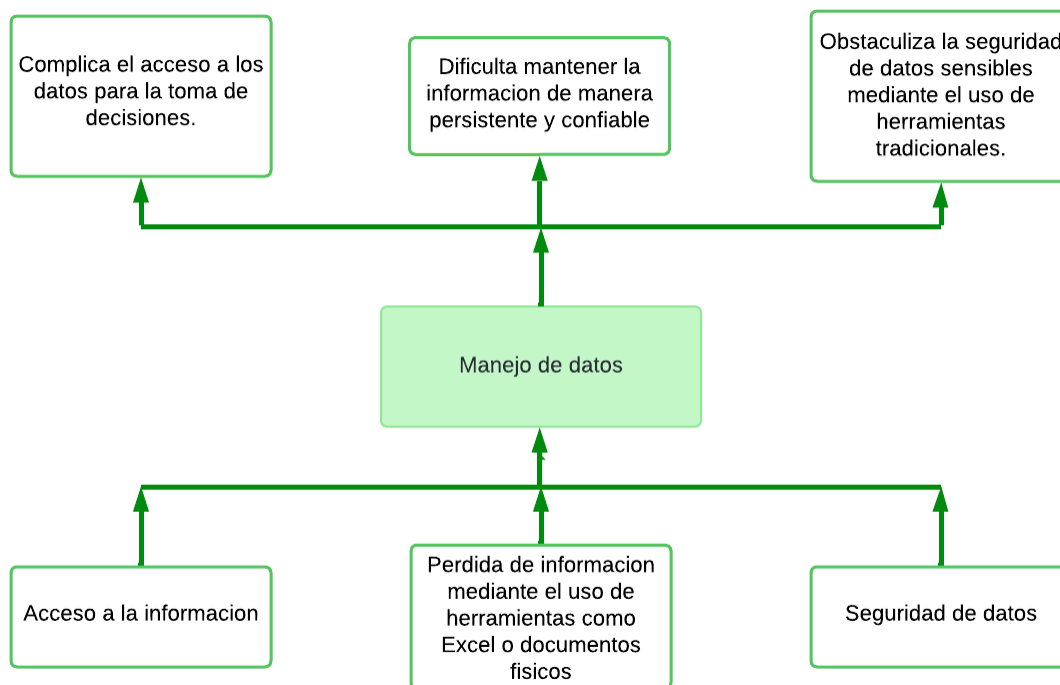 Complica el acceso a los
datos para la toma de
decisiones.
Dificulta mantener la
informacion de manera
persistente y confiable
Obstaculiza la seguridad
de datos sensibles
mediante el uso de
herramientas
tradicionales.
Manejo de datos
Acceso a la informacion
Perdida de informacion
mediante el uso de
herramientas como
Excel o documentos
fisicos
Seguridad de datos